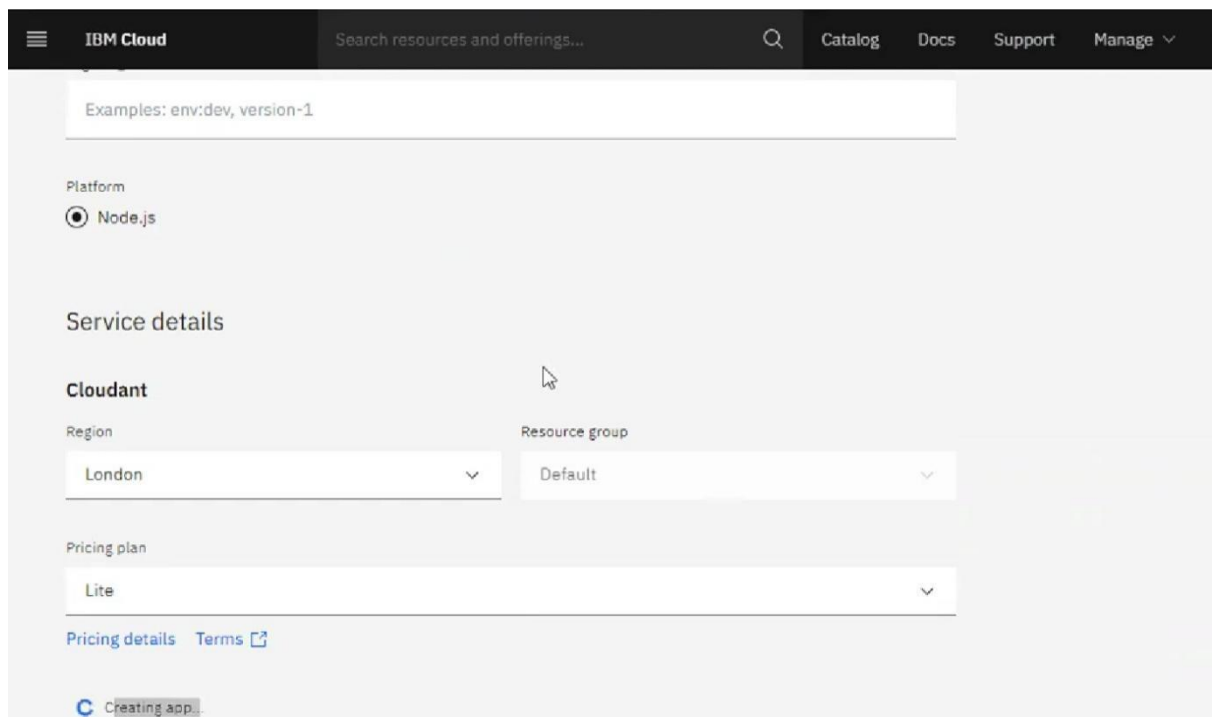 IBM Cloud Search resources and offerings... Catalog Docs Support Manage
Examples: env:dev, version-1
Platform
Node.js
Service details
Cloudant
Region Resource group
London Default
Pricing plan
Lite
Pricing details Terms
Creating app...